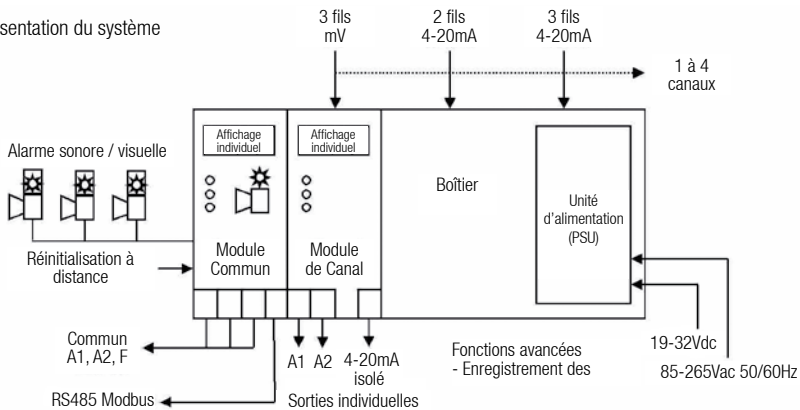 sentation du système
3 fils
mV
2 fils
4-20mA
3 fils
4-20mA
1 à 4
canaux
Alarme sonore / visuelle
Affichage
individuel
Affichage
individuel
Boîtier
Unité
d'alimentation
(PSU)
Réinitialisation à
distance
Module
Commun
Module
de Canal
Commun
A1, A2, F
A1
A2
4-20mA
isolé
Fonctions avancées
- Enregistrement des
19-32Vdc
85-265Vac 50/60Hz
RS485 Modbus
Sorties individuelles